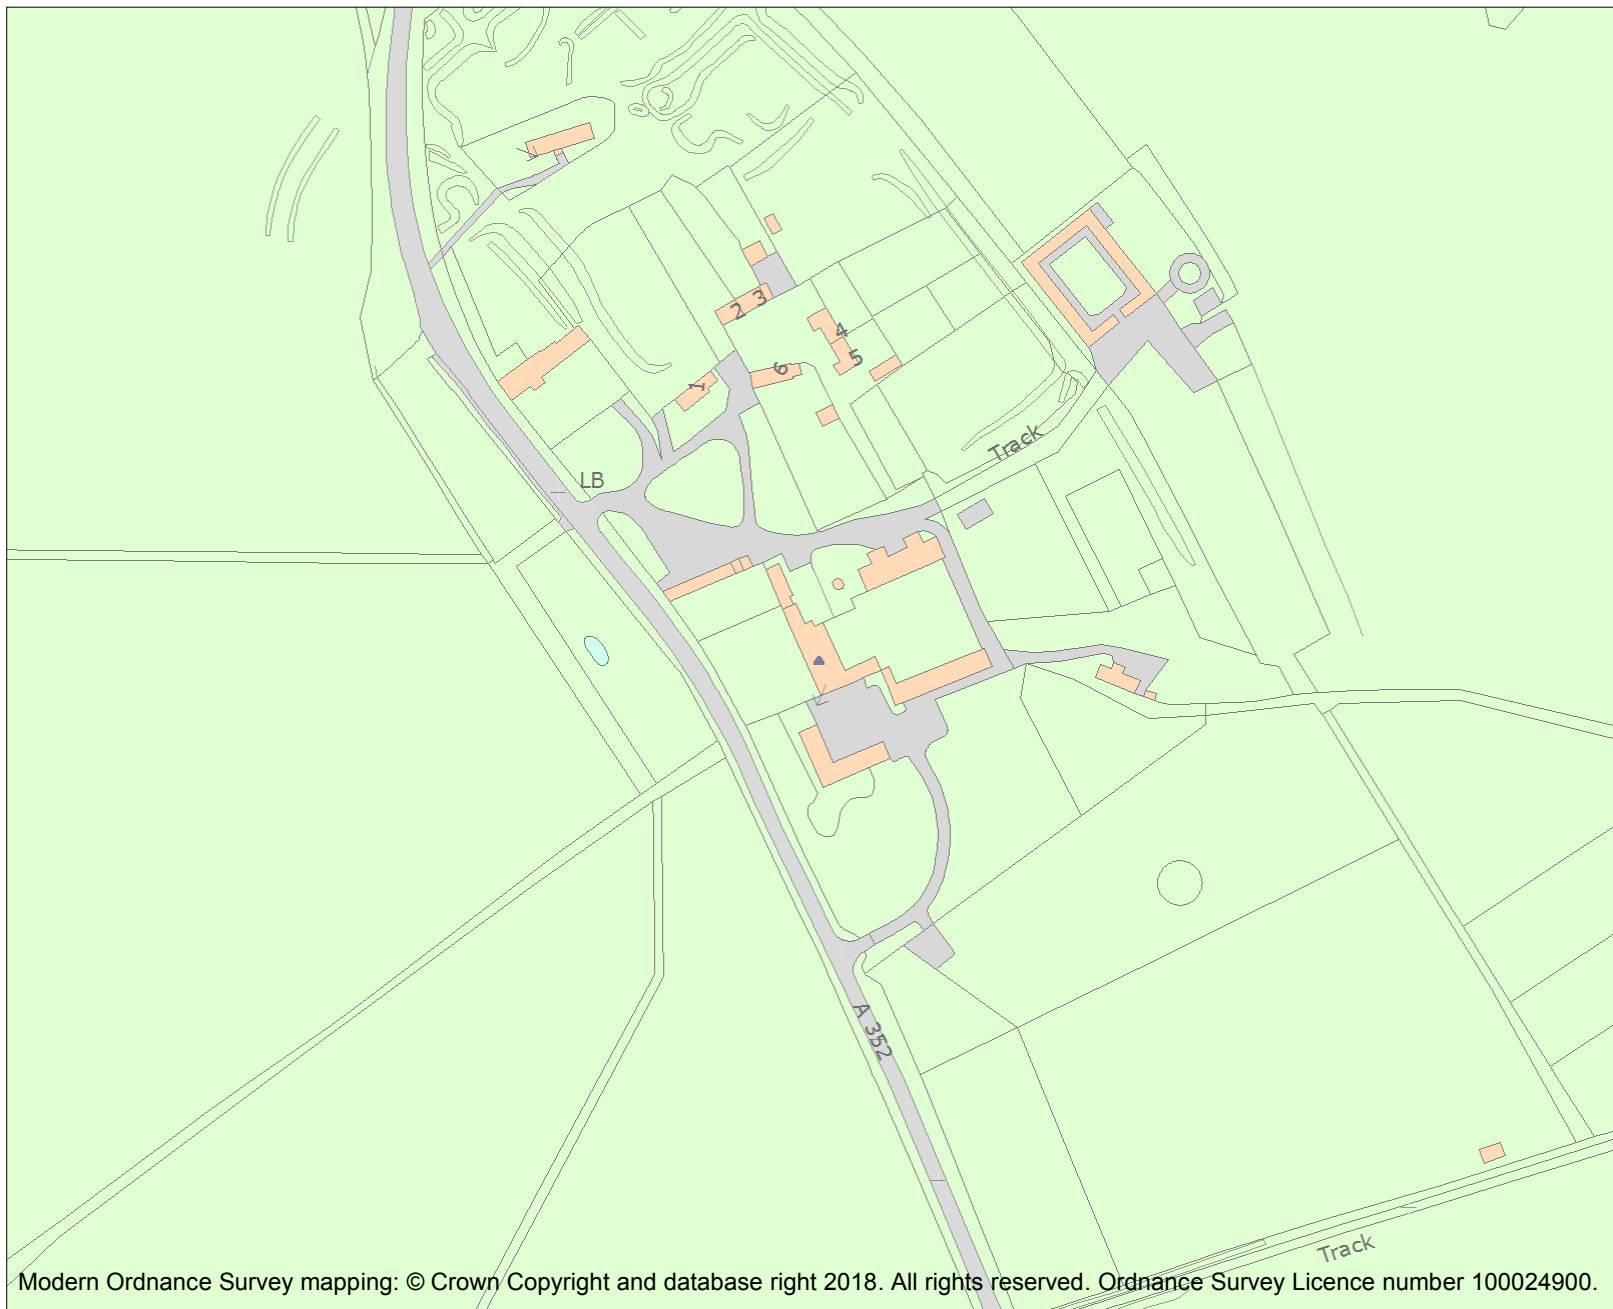 2 3
4
5
6
1
Track
LB
A 352
Track
Modern Ordnance Survey mapping: © Crown Copyright and database right 2018. All rights reserved. Ordnance Survey Licence number 100024900.